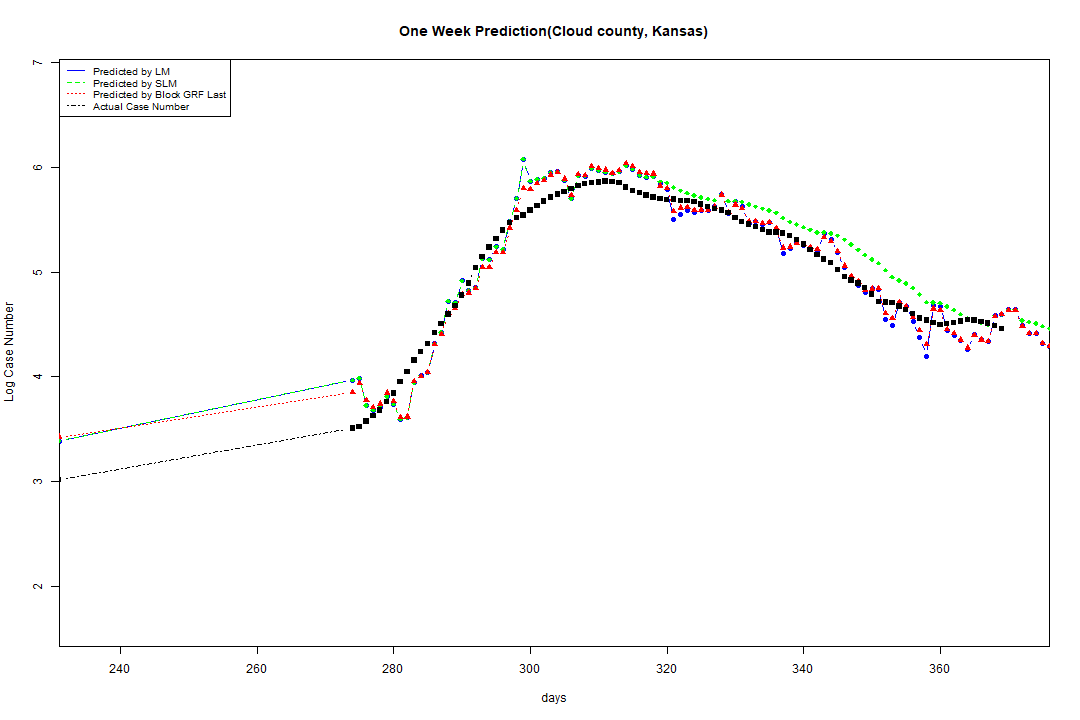 One Week Prediction(Cloud county, Kansas)
Predicted by LM
Predicted by SLM
Predicted by Block GRF Last
Actual Case Number
7
6
5
4
3
2
Log Case Number
240 260 280 300 320 340 360
days